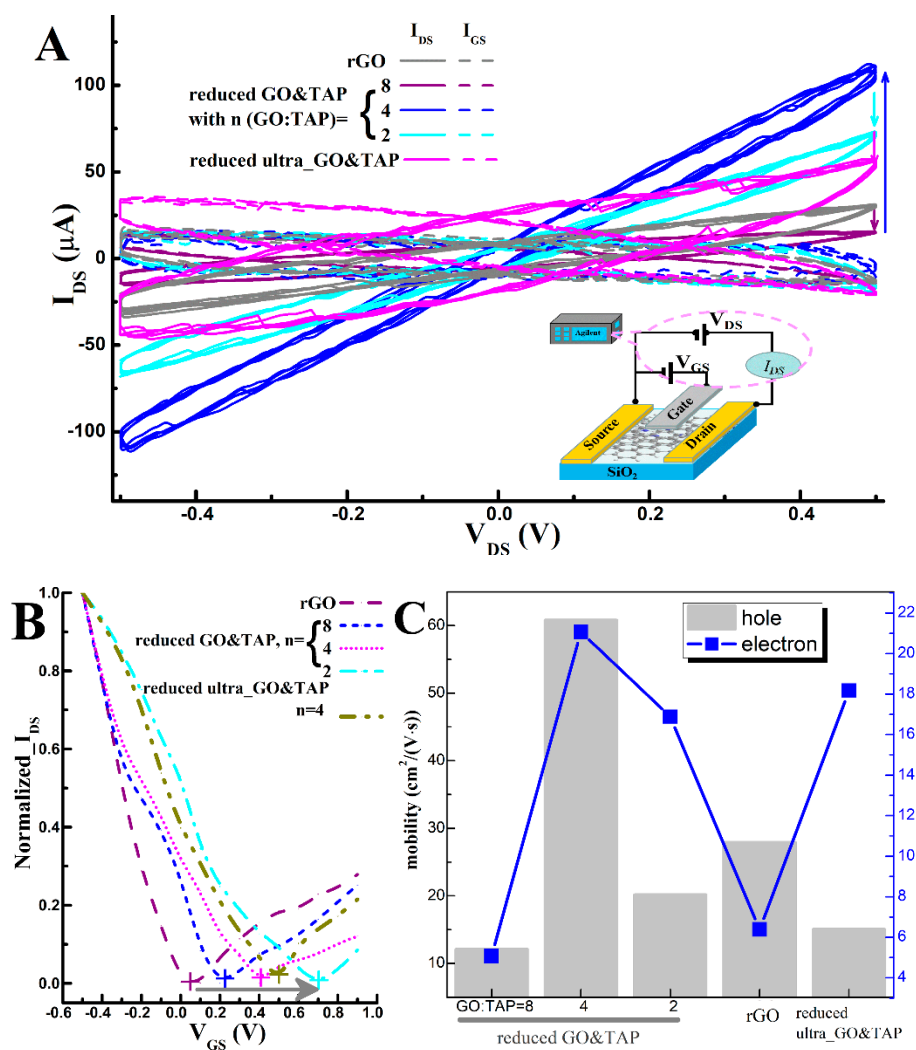 A
I_DS I_GS
rGO
reduced GO&TAP
with n (GO:TAP)=
8
4
2
reduced ultra_GO&TAP
I_DS (μA)
100
50
0
-50
-100
-0.4 -0.2 0.0 0.2 0.4
V_DS (V)
Agilent
V_DS
V_GS
I_DS
Source
Gate
Drain
SiO₂
B
rGO
reduced GO&TAP, n=
8
4
2
reduced ultra_GO&TAP
n=4
Normalized_I_DS
1.0
0.8
0.6
0.4
0.2
0.0
-0.6 -0.4 -0.2 0.0 0.2 0.4 0.6 0.8 1.0
V_GS (V)
C
hole
electron
mobility (cm²/(V·s))
60
50
40
30
20
10
22
20
18
16
14
12
10
8
6
4
GO:TAP=8 4 2
reduced GO&TAP
rGO
reduced
ultra_GO&TAP